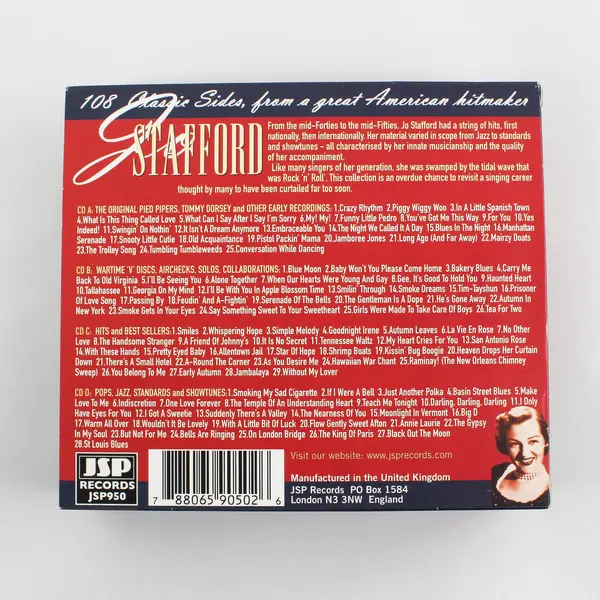 108 Classic Sides, from a great American hitmaker
Jo
STAFFORD
From the mid-Forties to the mid-Fifties, Jo Stafford had a string of hits, first
nationally, then internationally. Her material varied in scope from Jazz to standards
and showtunes – all characterised by her innate musicianship and the quality
of her accompaniment.
Like many singers of her generation, she was swamped by the tidal wave that
was Rock 'n' Roll'. This collection is an overdue chance to revisit a singing career
thought by many to have been curtailed far too soon.
CD A: THE ORIGINAL PIED PIPERS, TOMMY DORSEY and OTHER EARLY RECORDINGS: 1.Crazy Rhythm 2.Piggy Wiggy Woo 3.In A Little Spanish Town
4.What is This Thing Called Love 5.What Can I Say After I Say I'm Sorry 6.My! My! 7.Funny Little Pedro 8.You've Got Me This Way 9.For You 10.Yes
Indeed! 11.Swingin' On Nothin' 12.It Isn't A Dream Anymore 13.Embraceable You 14.The Night We Called It A Day 15.Blues In The Night 16.Manhattan
Serenade 17.Snooty Little Cutie 18.Old Acquaintance 19.Pistol Packin' Mama 20.Jamboree Jones 21.Long Ago (And Far Away) 22.Mairzy Doats
23.The Trolley Song 24.Tumbling Tumbleweeds 25.Conversation While Dancing
CD B: WARTIME 'V' DISCS, AIRCHECKS, SOLOS, COLLABORATIONS: 1.Blue Moon 2.Baby Won't You Please Come Home 3.Bakery Blues 4.Carry Me
Back To Old Virginia 5.I'll Be Seeing You 6.Alone Together 7.When Our Hearts Were Young And Gay 8.Gee, It's Good To Hold You 9.Haunted Heart
10.Tallahassee 11.Georgia On My Mind 12.I'll Be With You In Apple Blossom Time 13.Smilin' Through 14.Smoke Dreams 15.Tim-Tayshun 16.Prisoner
Of Love Song 17.Passing By 18.Feudin' And A-Fightin' 19.Serenade Of The Bells 20.The Gentleman Is A Dope 21.He's Gone Away 22.Autumn In
New York 23.Smoke Gets In Your Eyes 24.Say Something Sweet To Your Sweetheart 25.Girls Were Made To Take Care Of Boys 26.Tea For Two
CD C: HITS and BEST SELLERS: 1.Smiles 2.Whispering Hope 3.Simple Melody 4.Goodnight Irene 5.Autumn Leaves 6.La Vie En Rose 7.No Other
Love 8.The Handsome Stranger 9.A Friend Of Johnny's 10.It Is No Secret 11.Tennessee Waltz 12.My Heart Cries For You 13.San Antonio Rose
14.With These Hands 15.Pretty Eyed Baby 16.Allentown Jail 17.Star Of Hope 18.Shrimp Boats 19.Kissin' Bug Boogie 20.Heaven Drops Her Curtain
Down 21.There's A Small Hotel 22.A-Round The Corner 23.As You Desire Me 24.Hawaiian War Chant 25.Raminay! (The New Orleans Chimney
Sweep) 26.You Belong To Me 27.Early Autumn 28.Jambalaya 29.Without My Lover
CD D: POPS, JAZZ, STANDARDS and SHOWTUNES: 1.Smoking My Sad Cigarette 2.If I Were A Bell 3.Just Another Polka 4.Basin Street Blues 5.Make
Love To Me 6.Indiscretion 7.One Love Forever 8.The Temple Of An Understanding Heart 9.Teach Me Tonight 10.Darling, Darling, Darling 11.I Only
Have Eyes For You 12.I Got A Sweetie 13.Suddenly There's A Valley 14.The Nearness Of You 15.Moonlight In Vermont 16.Big D
17.Warm All Over 18.Wouldn't It Be Lovely 19.With A Little Bit Of Luck 20.Flow Gently Sweet Afton 21.Annie Laurie 22.The Gypsy
In My Soul 23.But Not For Me 24.Bells Are Ringing 25.On London Bridge 26.The King Of Paris 27.Black Out The Moon
28.St Louis Blues
Visit our website: www.jsprecords.com
JSP
RECORDS
JSP950
7 88065 90502 6
Manufactured in the United Kingdom
JSP Records PO Box 1584
London N3 3NW England